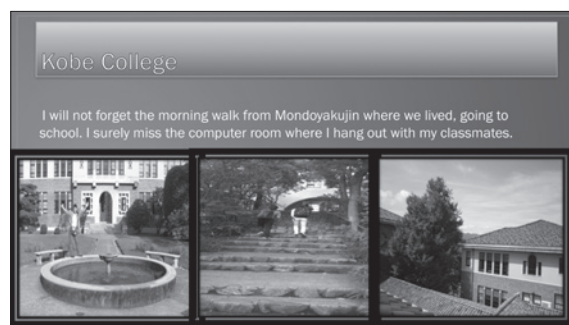 Kobe College
I will not forget the morning walk from Mondoyakujin where we lived, going to
school. I surely miss the computer room where I hang out with my classmates.